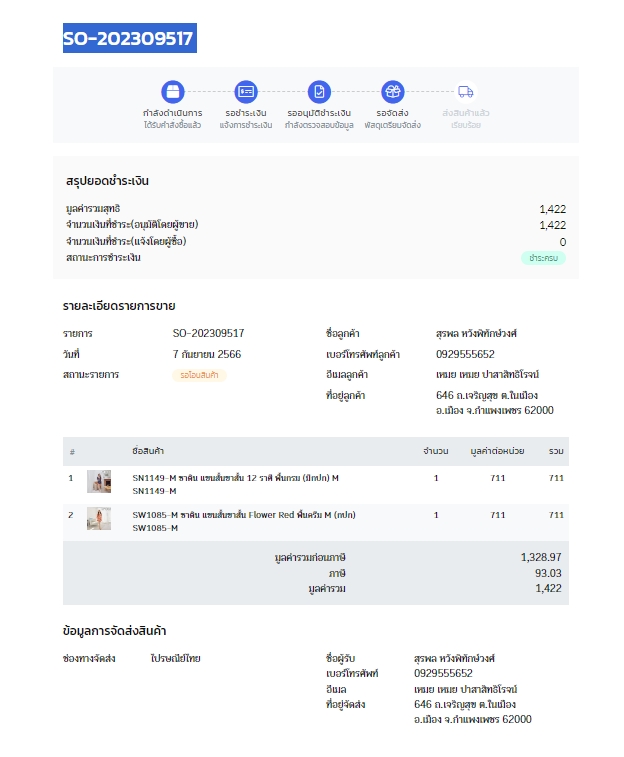 SO-202309517
กำลังดำเนินการ รอชำระเงิน รออนุมัติชำระเงิน รอจัดส่ง ส่งสินค้าแล้ว
ได้รับคำสั่งซื้อแล้ว แจ้งการชำระเงิน กำลังตรวจสอบข้อมูล พัสดุเตรียมจัดส่ง เรียบร้อย
สรุปยอดชำระเงิน
มูลค่ารวมสุทธิ 1,422
จำนวนเงินที่ชำระ(อนุมัติโดยผู้ขาย) 1,422
จำนวนเงินที่ชำระ(แจ้งโดยผู้ซื้อ) 0
สถานะการชำระเงิน ชำระครบ
รายละเอียดรายการขาย
รายการ SO-202309517 ชื่อลูกค้า สุรพล หวังพิทักษ์วงศ์
วันที่ 7 กันยายน 2566 เบอร์โทรศัพท์ลูกค้า 0929555652
สถานะรายการ รอโอนสินค้า อีเมลลูกค้า เหมย เหมย ปาสาสิทธิโรจน์
ที่อยู่ลูกค้า 646 ถ.เจริญสุข ต.ในเมือง
อ.เมือง จ.กำแพงเพชร 62000
# ชื่อสินค้า จำนวน มูลค่าต่อหน่วย รวม
1 SN1149-M ซาติน แขนสั้นขาสั้น 12 ราศี พื้นกรม (มีกปก) M 1 711 711
SN1149-M
2 SW1085-M ซาติน แขนสั้นขาสั้น Flower Red พื้นครีม M (กปก) 1 711 711
SW1085-M
มูลค่ารวมก่อนภาษี 1,328.97
ภาษี 93.03
มูลค่ารวม 1,422
ข้อมูลการจัดส่งสินค้า
ช่องทางจัดส่ง ไปรษณีย์ไทย ชื่อผู้รับ สุรพล หวังพิทักษ์วงศ์
เบอร์โทรศัพท์ 0929555652
อีเมล เหมย เหมย ปาสาสิทธิโรจน์
ที่อยู่จัดส่ง 646 ถ.เจริญสุข ต.ในเมือง
อ.เมือง จ.กำแพงเพชร 62000